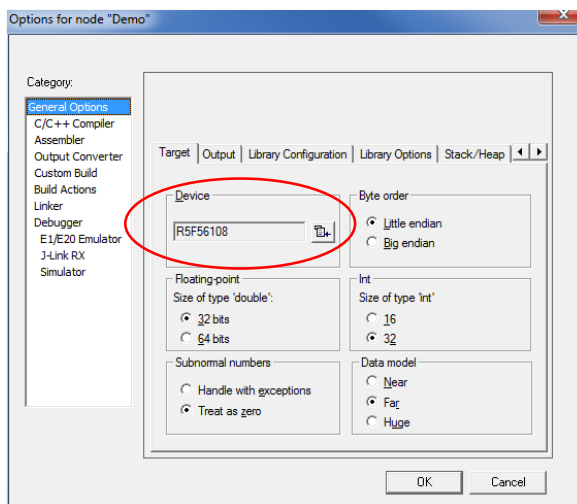 Options for node "Demo"
Category:
General Options
C/C++ Compiler
Assembler
Output Converter
Custom Build
Build Actions
Linker
Debugger
E1/E20 Emulator
J-Link RX
Simulator
Target Output Library Configuration Library Options Stack/Heap
Device
R5F56108
Byte order
Little endian
Big endian
Floating-point
Size of type 'double':
32 bits
64 bits
Int
Size of type 'int'
16
32
Subnormal numbers
Handle with exceptions
Treat as zero
Data model
Near
Far
Huge
OK Cancel